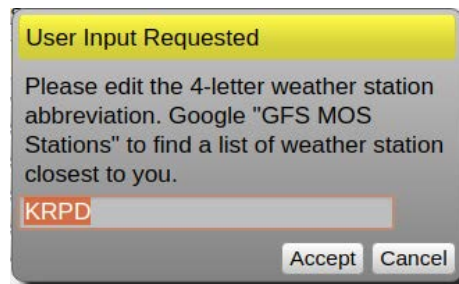 User Input Requested
Please edit the 4-letter weather station
abbreviation. Google "GFS MOS
Stations" to find a list of weather station
closest to you.
KRPD
Accept Cancel